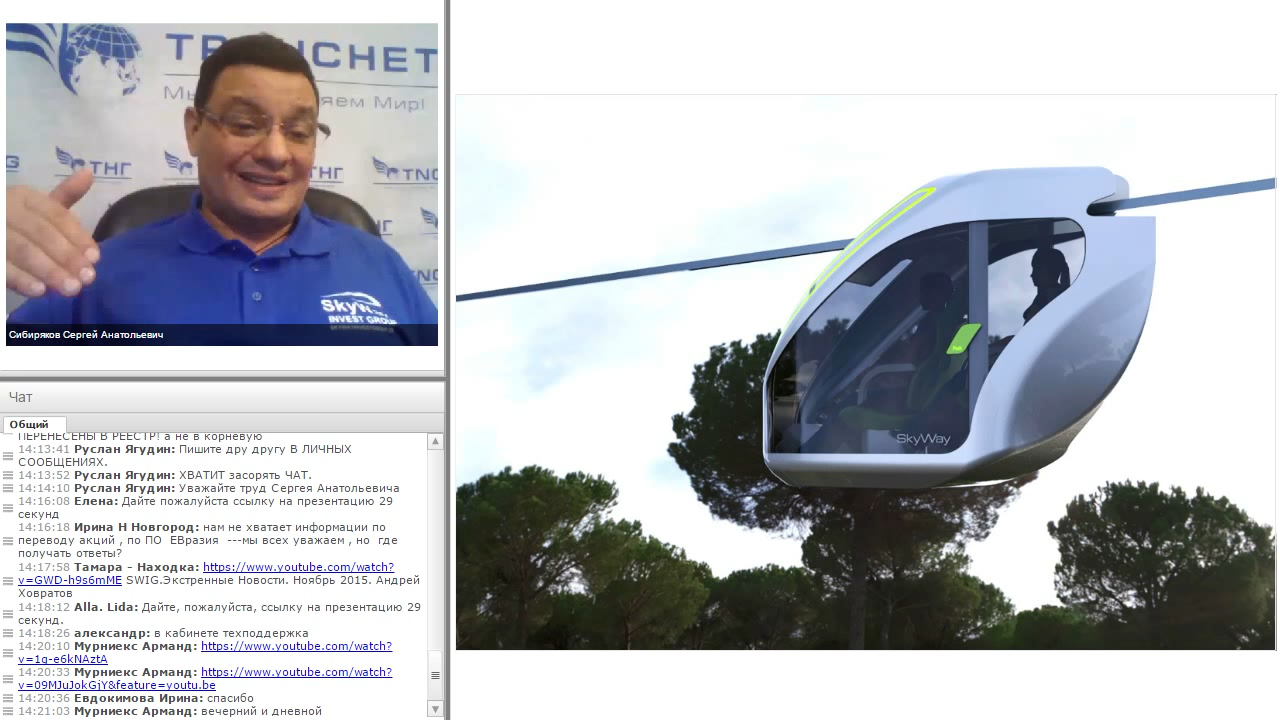 ТРАНСНЕТ
Мы яем Мир!
G
ТНГ
НГ
TNG
TNG
SkyW
INVEST GROUP
Сибиряков Сергей Анатольевич
SkyWay
Чат
Общий
ПЕРЕНЕСЕНЫ В РЕЕСТР! а не в корневую
14:13:41 Руслан Ягудин: Пишите дру другу В ЛИЧНЫХ
СООБЩЕНИЯХ.
14:13:52 Руслан Ягудин: ХВАТИТ засорять ЧАТ.
14:14:10 Руслан Ягудин: Уважайте труд Сергея Анатольевича
14:16:08 Елена: Дайте пожалуйста ссылку на презентацию 29
секунд
14:16:18 Ирина Н Новгород: нам не хватает информации по
переводу акций , по ПО  ЕВразия  ---мы всех уважаем , но  где
получать ответы?
14:17:58 Тамара - Находка: https://www.youtube.com/watch?
v=GWD-h9s6mME SWIG.Экстренные Новости. Ноябрь 2015. Андрей
Ховратов
14:18:12 Alla. Lida: Дайте, пожалуйста, ссылку на презентацию 29
секунд.
14:18:26 александр: в кабинете техподдержка
14:20:10 Мурниекс Арманд: https://www.youtube.com/watch?
v=1g-e6kNAztA
14:20:33 Мурниекс Арманд: https://www.youtube.com/watch?
v=09MJuJokGjY&feature=youtu.be
14:20:36 Евдокимова Ирина: спасибо
14:21:03 Мурниекс Арманд: вечерний и дневной